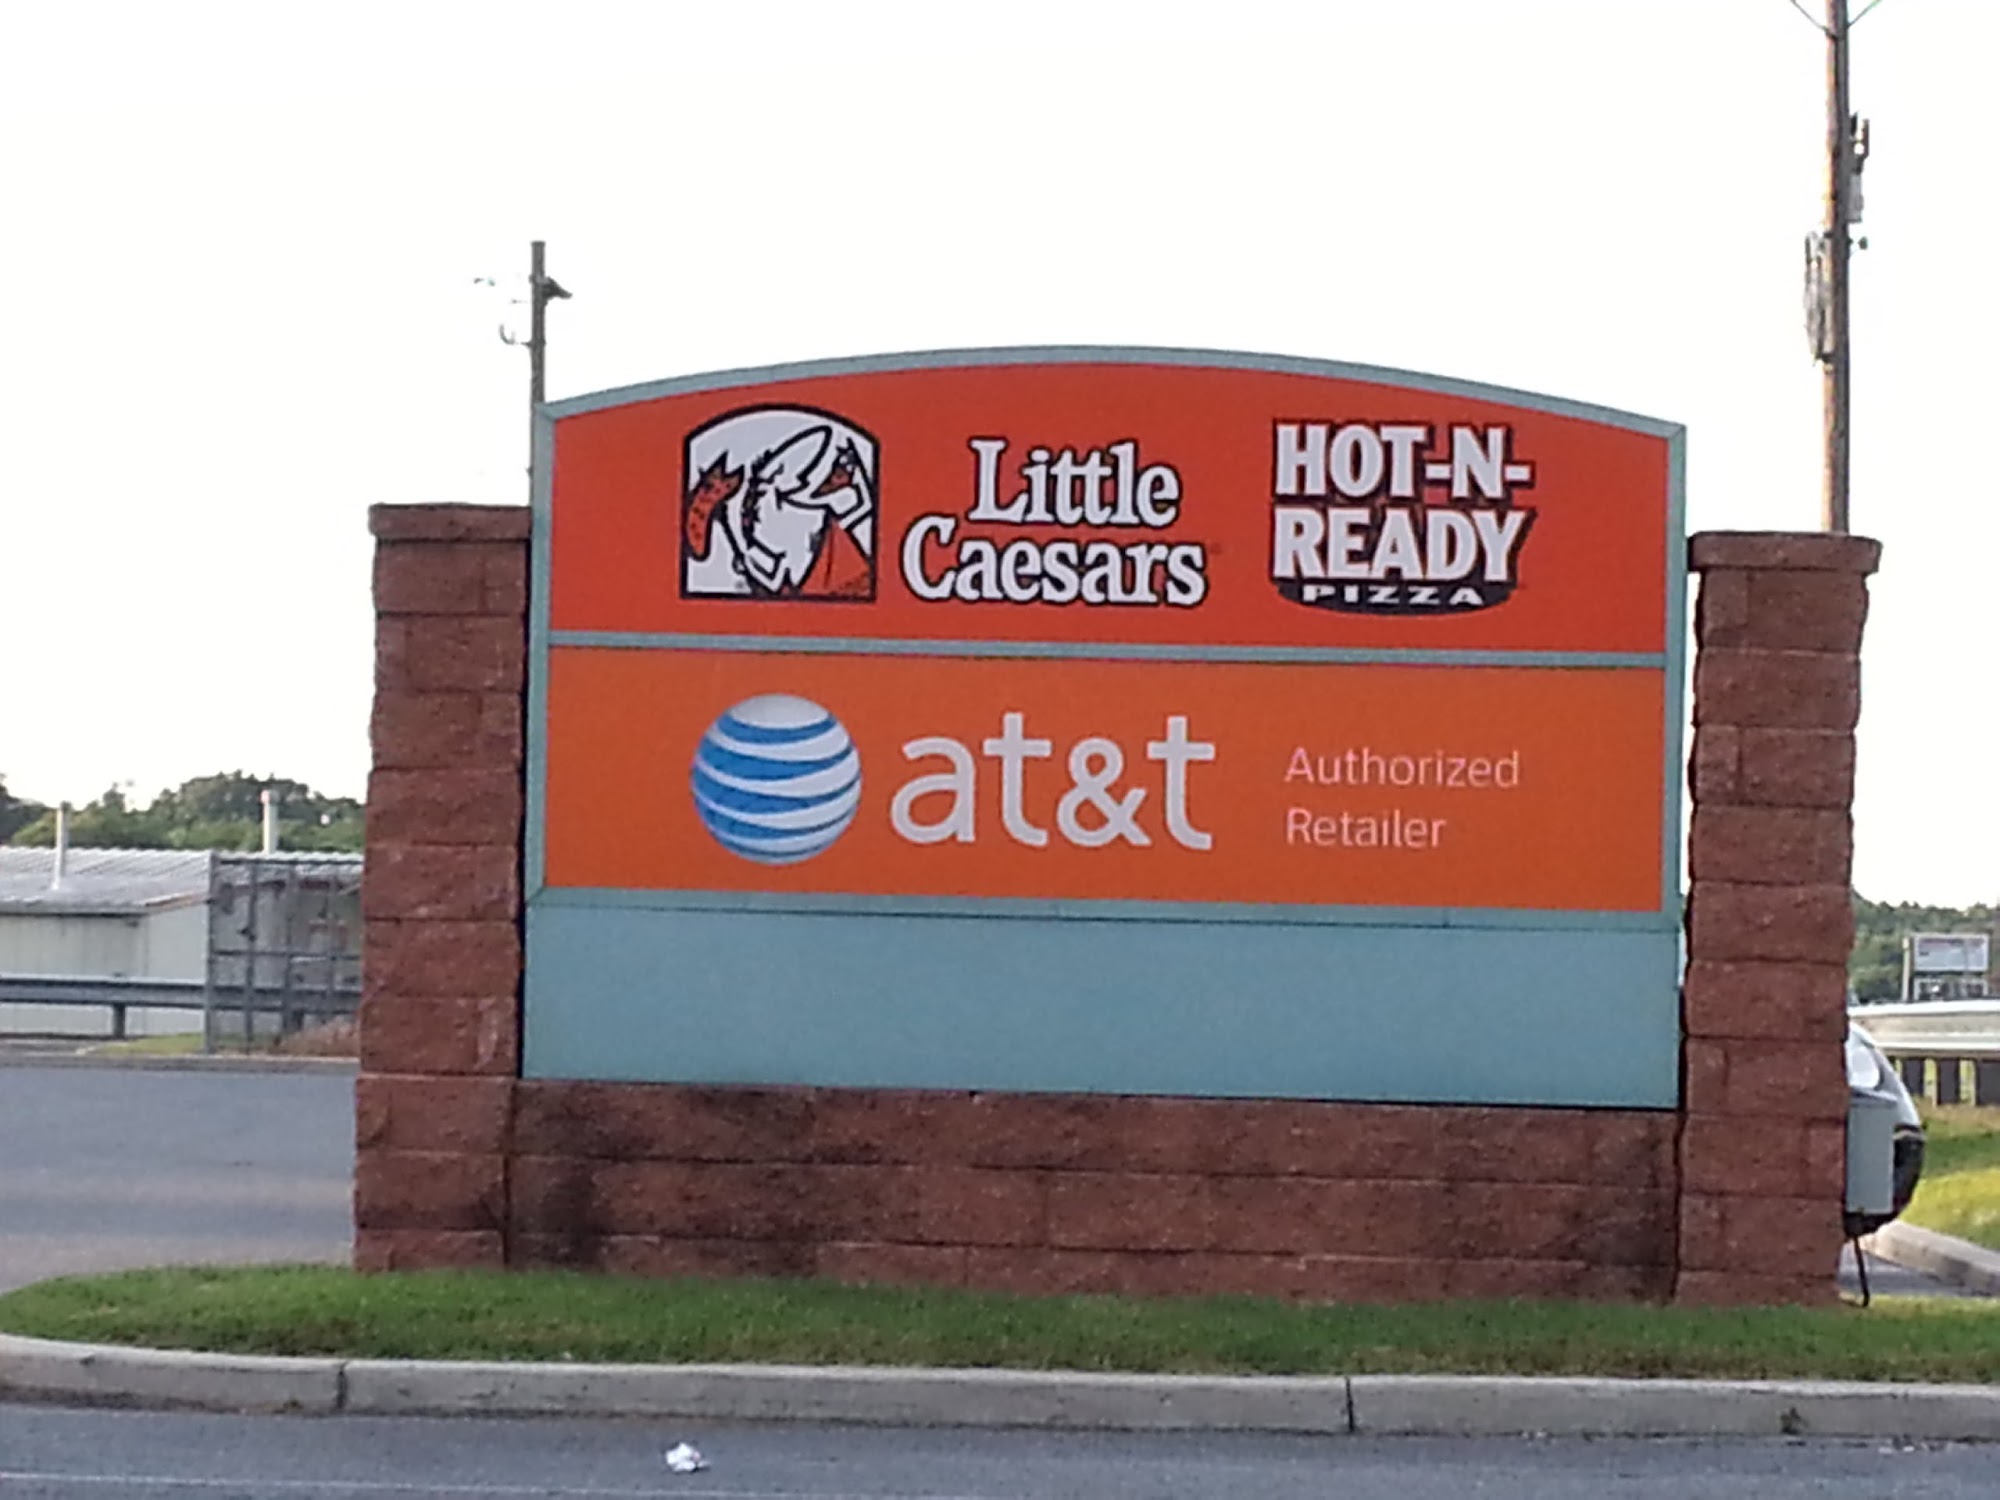 Little
Caesars
HOT-N-
READY
PIZZA
at&t
Authorized
Retailer